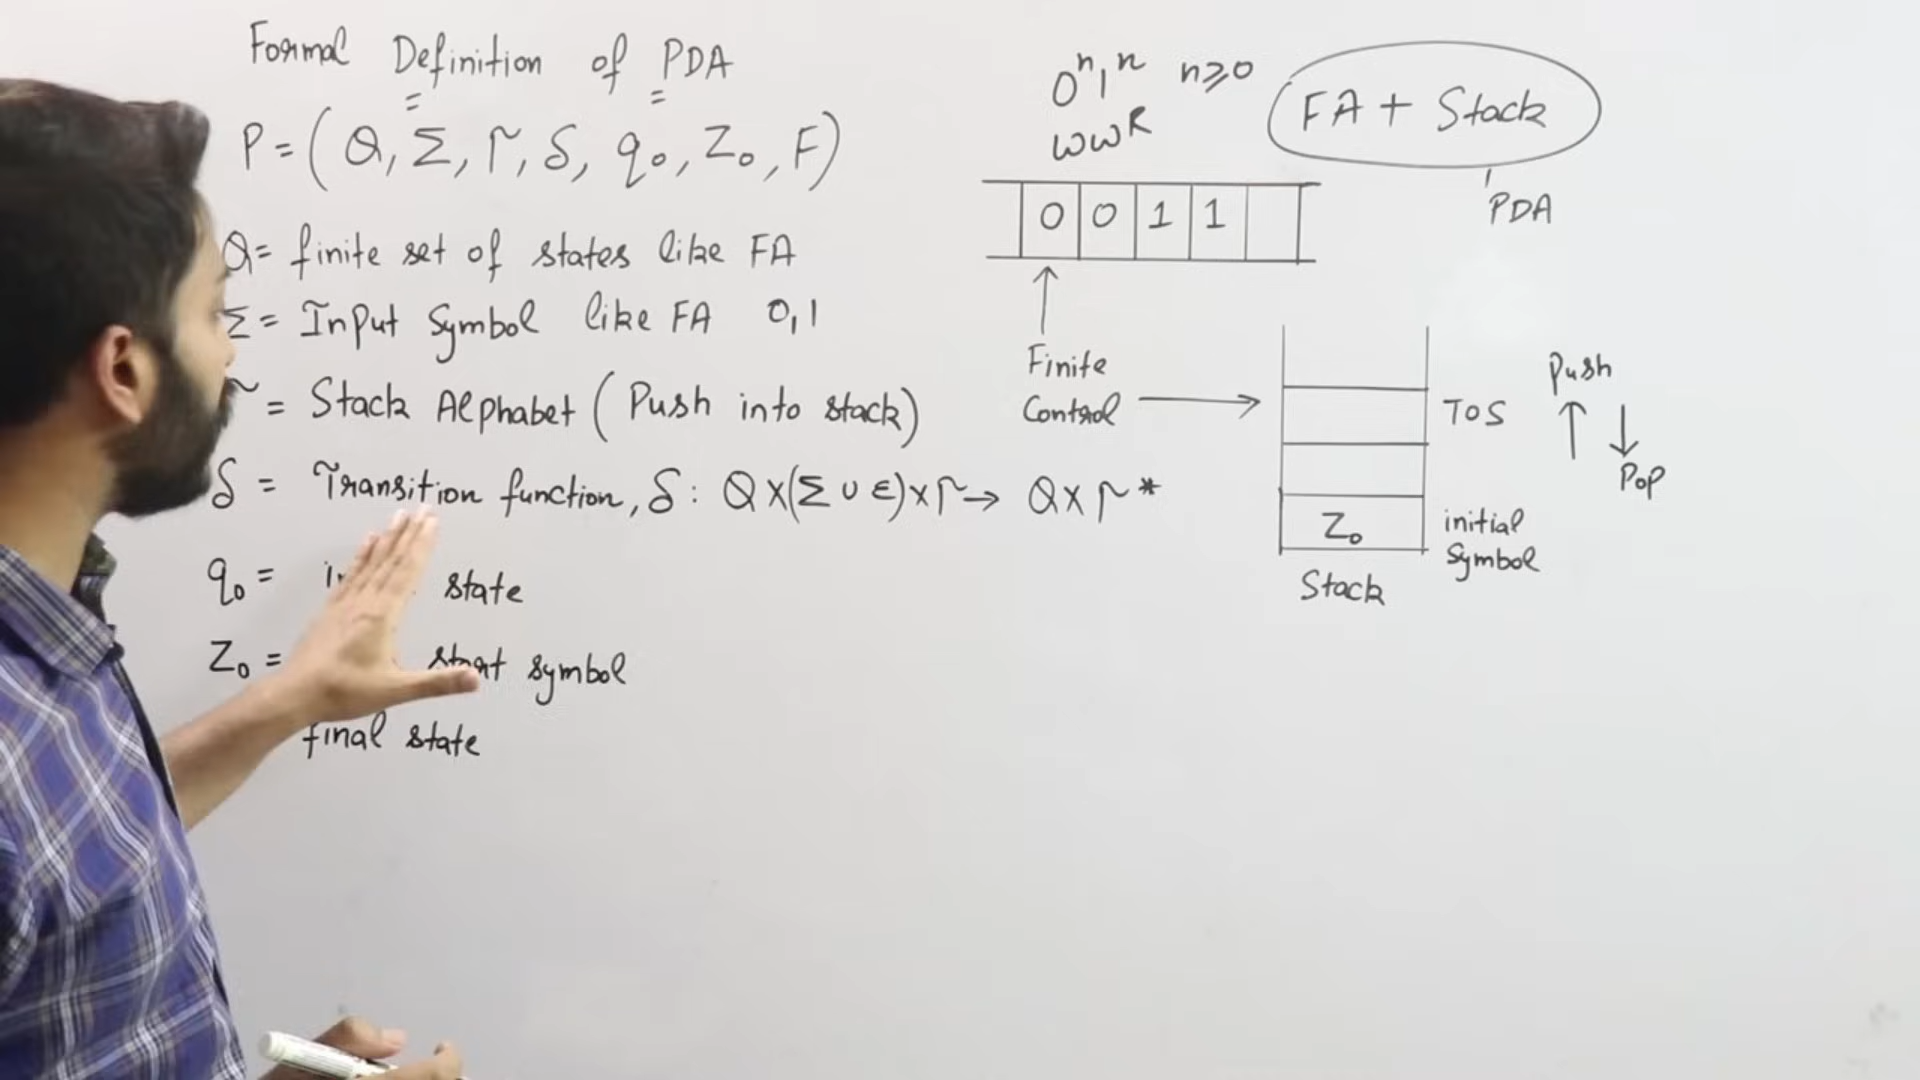 Formal Definition of PDA
P = ( Q, Σ, Γ, δ, q₀, Z₀, F)
Q = finite set of states like FA
Σ = Input Symbol like FA 0,1
= Stack Alphabet ( Push into stack)
δ = Transition function, δ : Q X (Σ ∪ ε) X Γ → Q X Γ *
q₀ = state
Z₀ = start symbol
final state
0ⁿ1ⁿ n≥0
wwᴿ
FA + Stack
PDA
0 0 1 1
Finite
Control
TOS
Push
Pop
Z₀
initial
Symbol
Stack